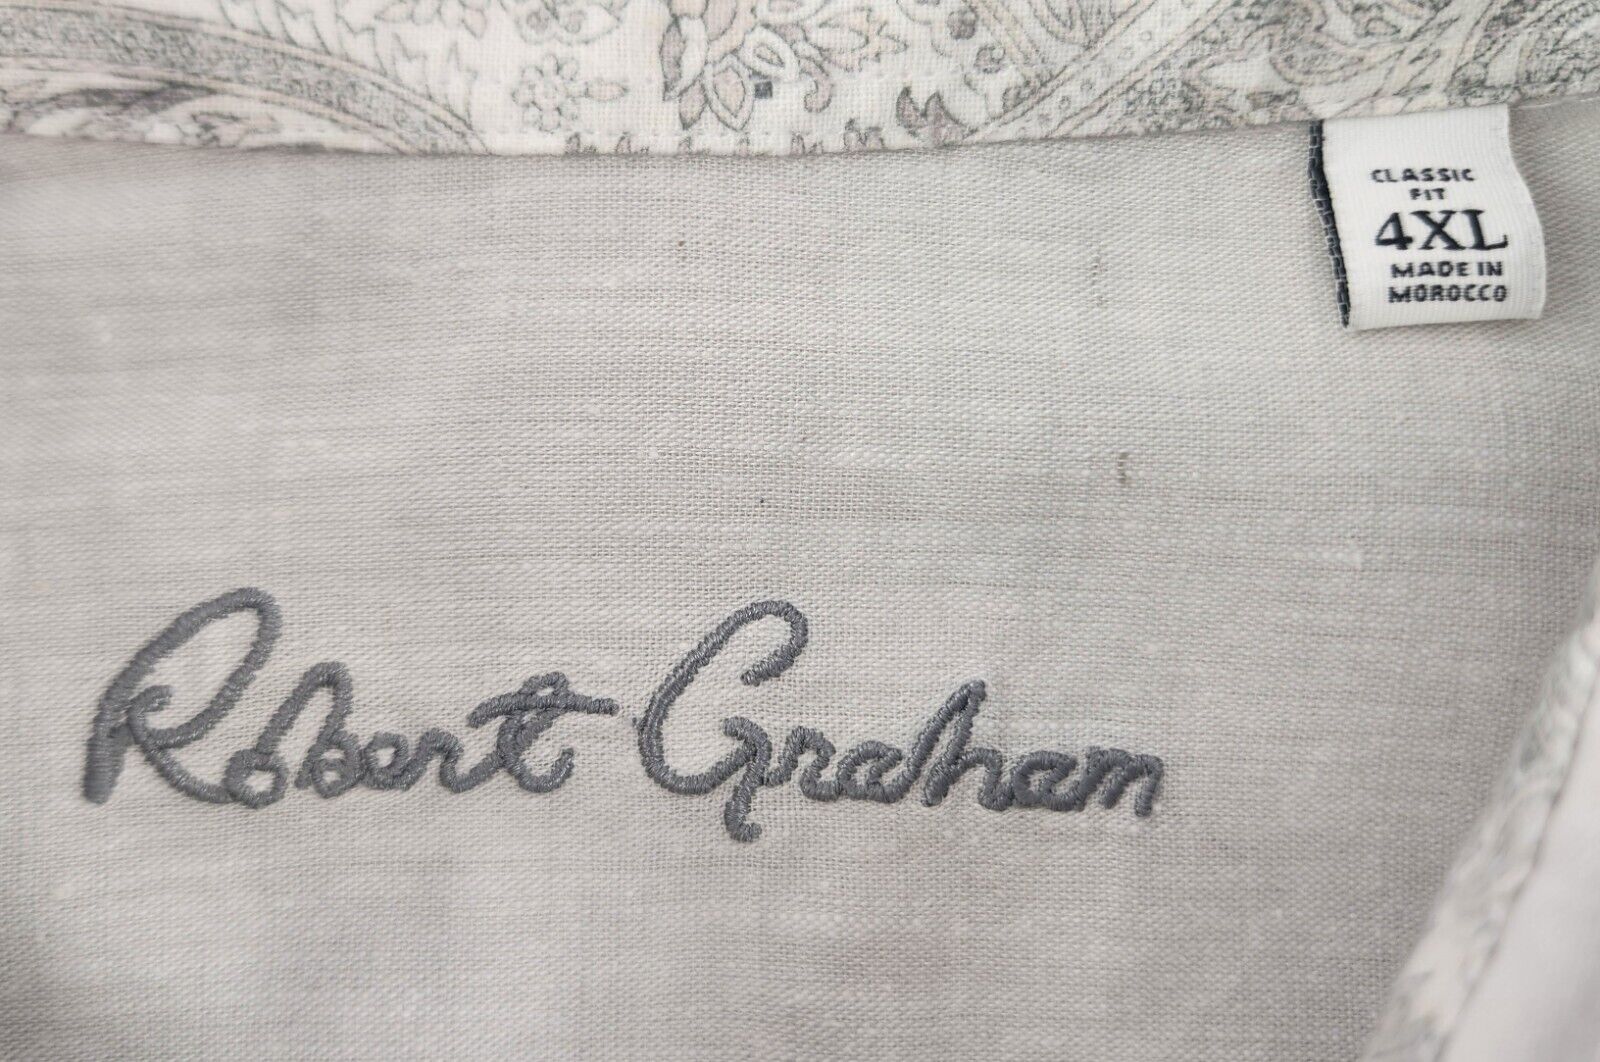 CLASSIC
FIT
4XL
MADE IN
MOROCCO
Robert Graham